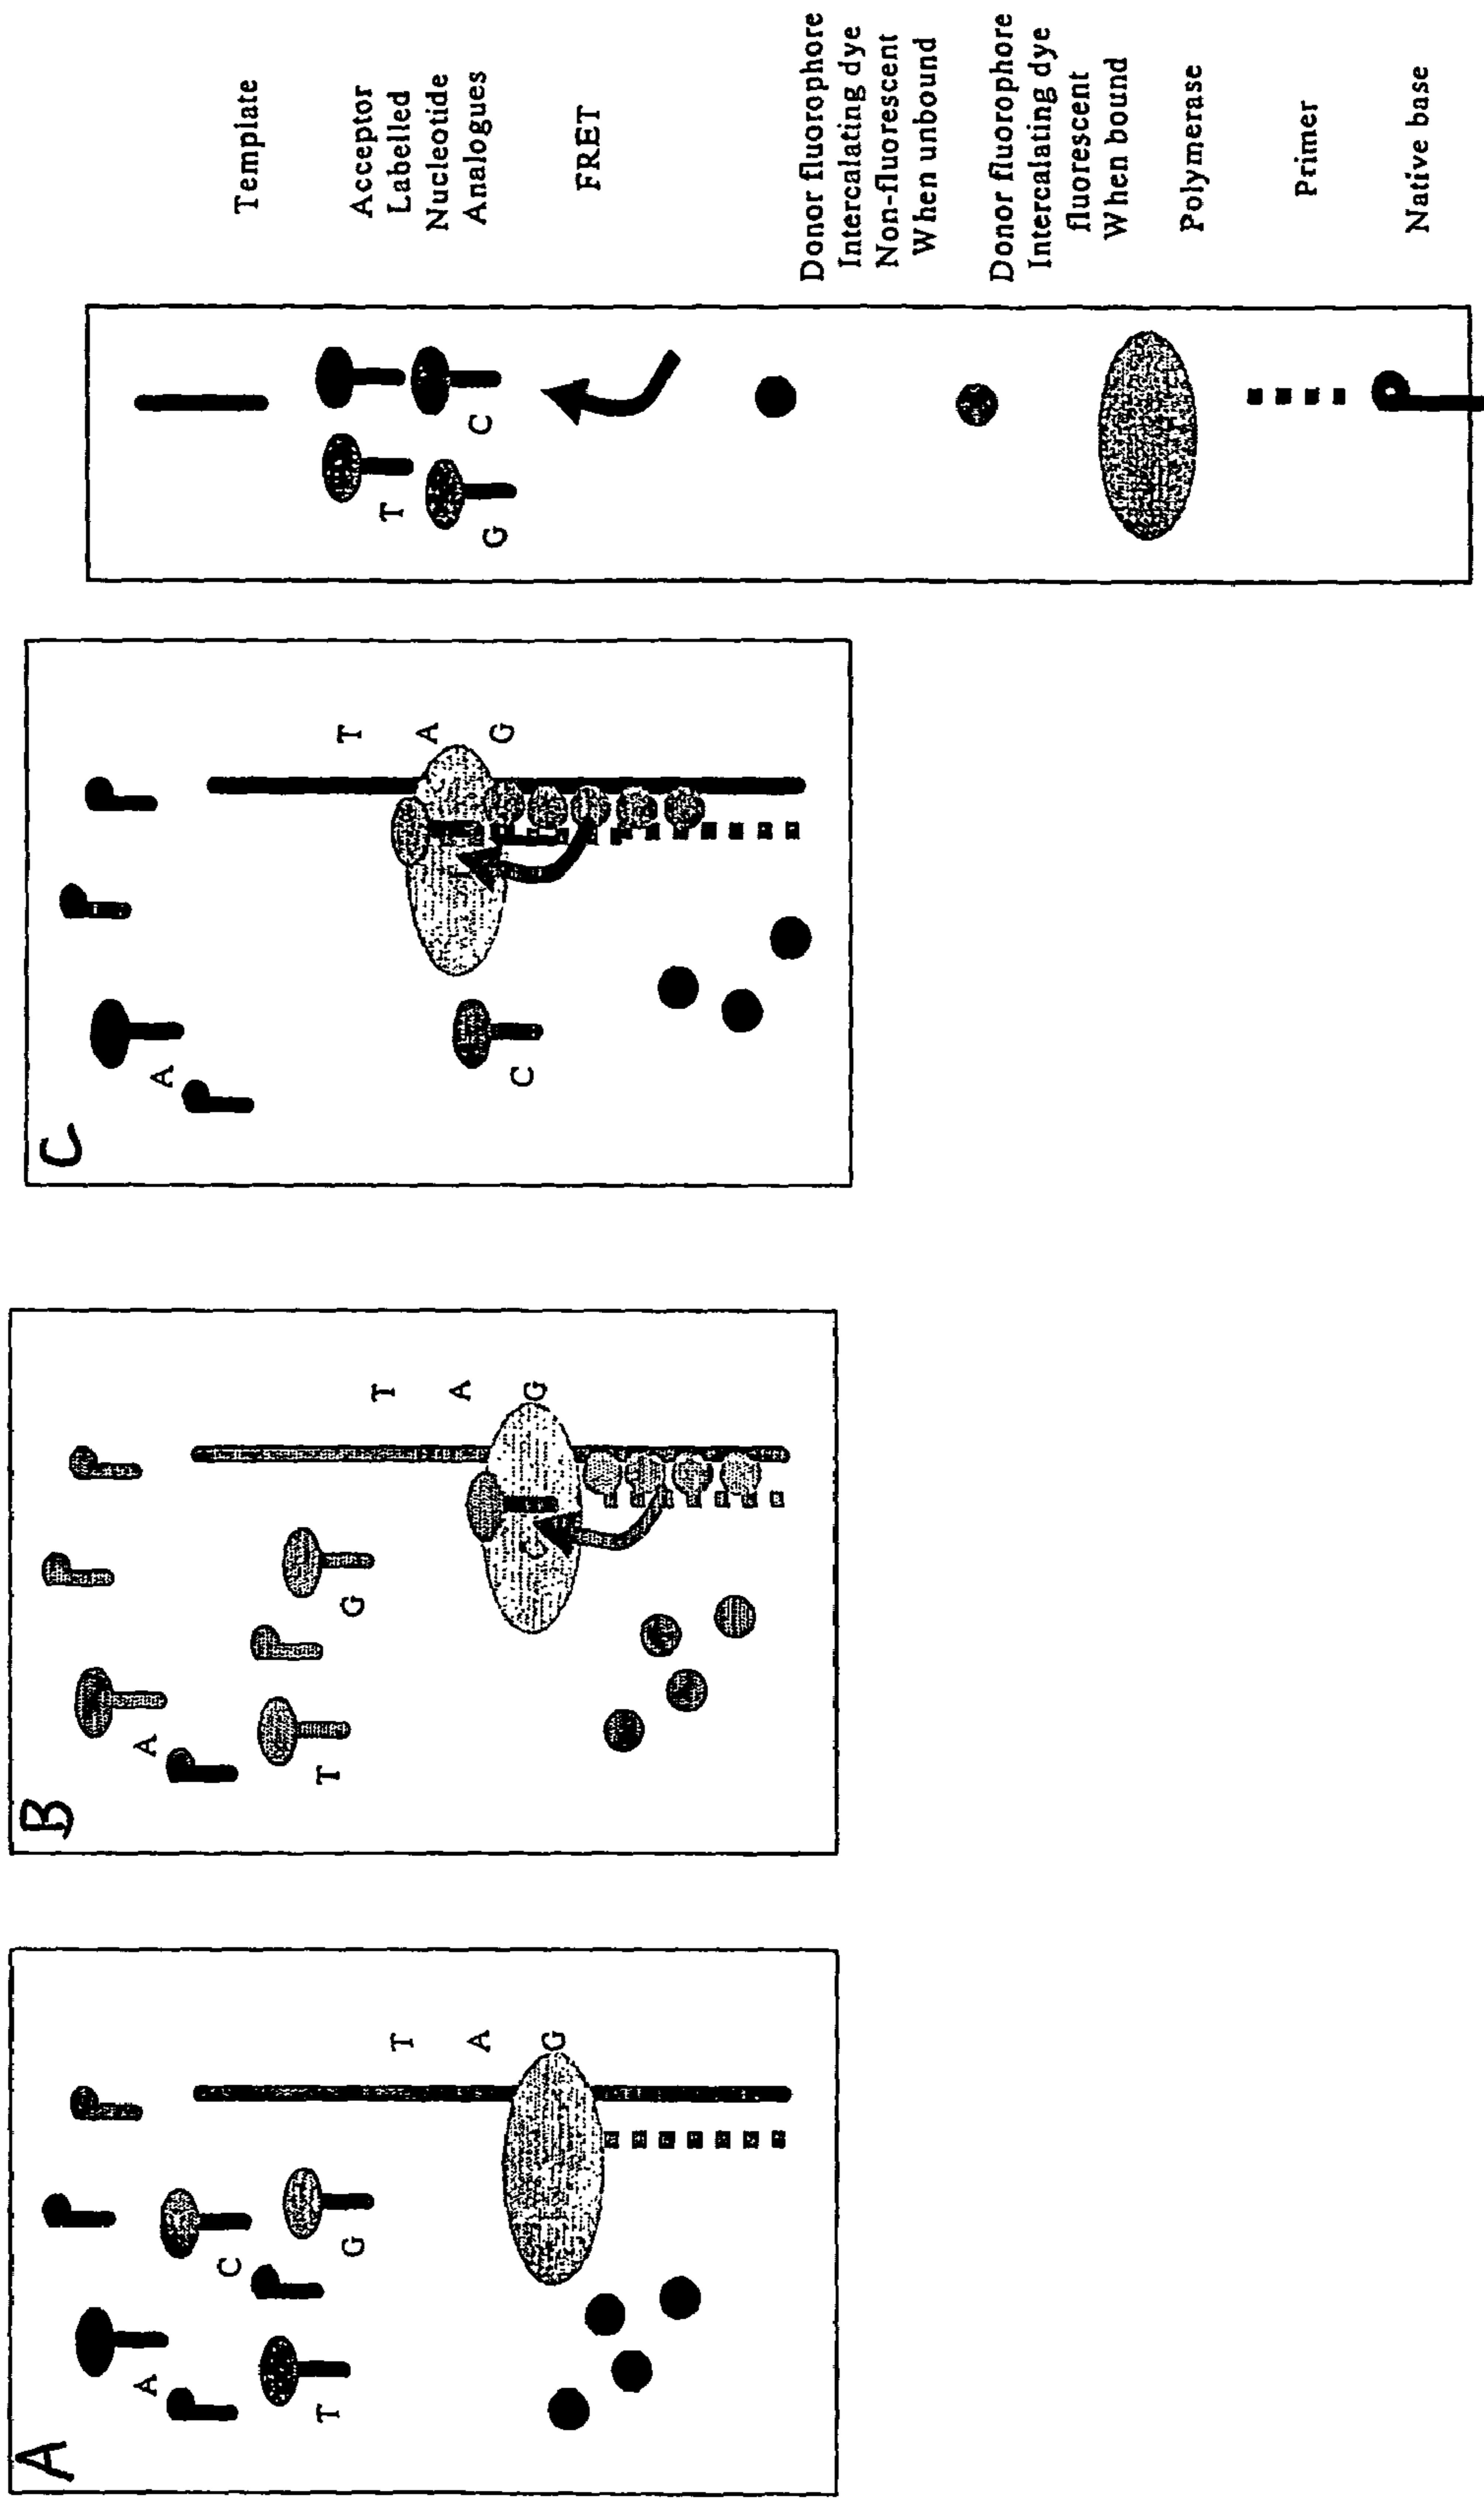 A
A
C
T
G
T
A
G
B
A
T
G
T
A
C
G
C
A
T
A
T
G
C
Template
T
C
G
Acceptor
Labelled
Nucleotide
Analogues
FRET
Donor fluorophore
Intercalating dye
Non-fluorescent
When unbound
Donor fluorophore
Intercalating dye
fluorescent
When bound
Polymerase
Primer
Native base